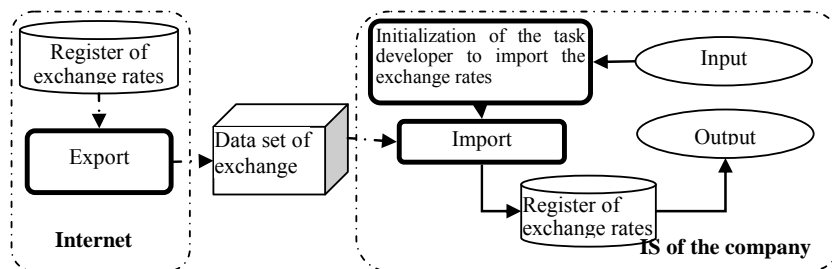 Register of
exchange rates
Export
Internet
Data set of
exchange
Initialization of the task
developer to import the
exchange rates
Input
Import
Output
Register of
exchange rates
IS of the company